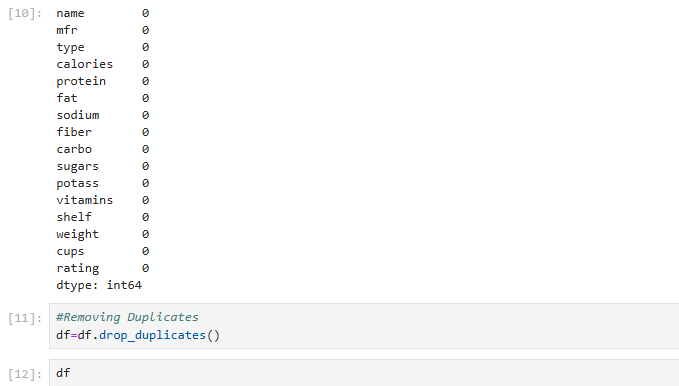 [10]: name 0
mfr 0
type 0
calories 0
protein 0
fat 0
sodium 0
fiber 0
carbo 0
sugars 0
potass 0
vitamins 0
shelf 0
weight 0
cups 0
rating 0
dtype: int64
[11]: #Removing Duplicates
df=df.drop_duplicates()
[12]: df